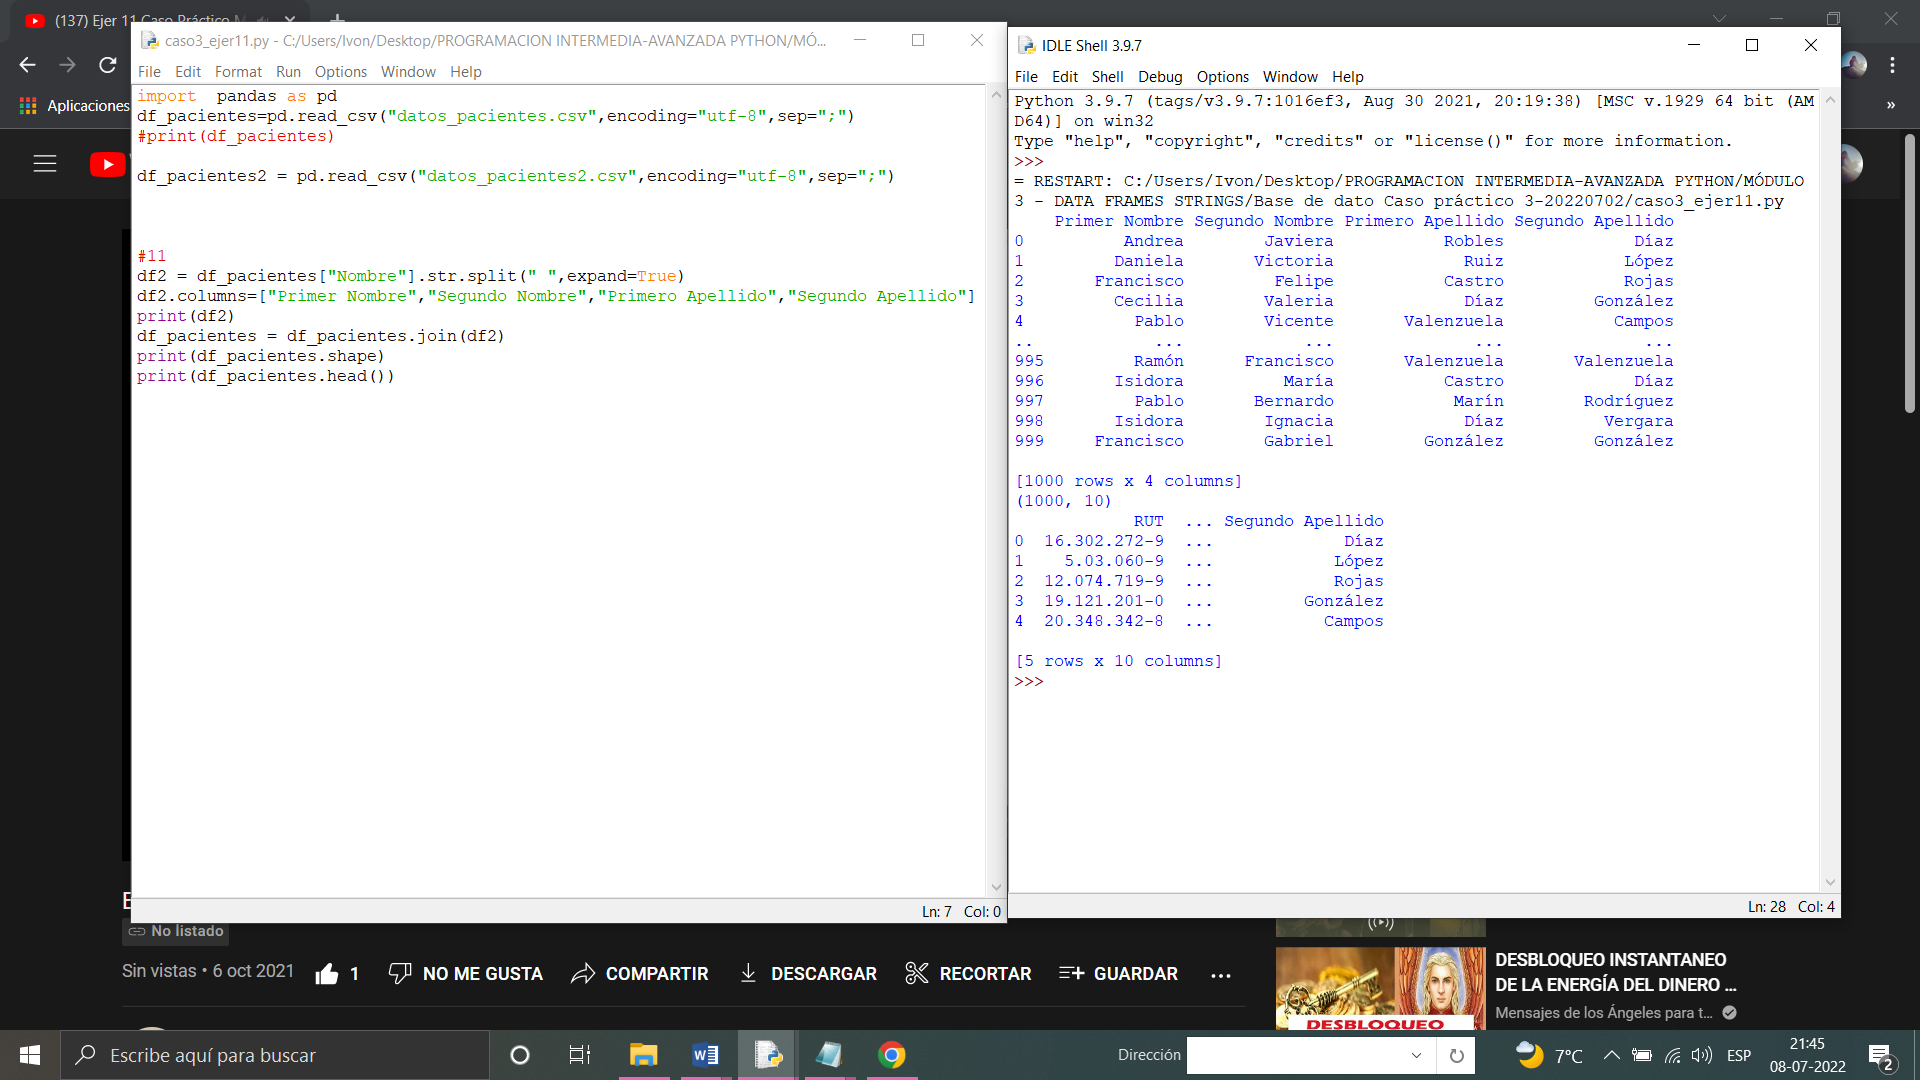 (137) Ejer 11 Caso Práctico M
Aplicaciones
caso3_ejer11.py - C:/Users/Ivon/Desktop/PROGRAMACION INTERMEDIA-AVANZADA PYTHON/MÓ...
File Edit Format Run Options Window Help
import  pandas as pd
df_pacientes=pd.read_csv("datos_pacientes.csv",encoding="utf-8",sep=";")
#print(df_pacientes)
df_pacientes2 = pd.read_csv("datos_pacientes2.csv",encoding="utf-8",sep=";")
#11
df2 = df_pacientes["Nombre"].str.split(" ",expand=True)
df2.columns=["Primer Nombre","Segundo Nombre","Primero Apellido","Segundo Apellido"]
print(df2)
df_pacientes = df_pacientes.join(df2)
print(df_pacientes.shape)
print(df_pacientes.head())
Ln: 7 Col: 0
IDLE Shell 3.9.7
File Edit Shell Debug Options Window Help
Python 3.9.7 (tags/v3.9.7:1016ef3, Aug 30 2021, 20:19:38) [MSC v.1929 64 bit (AM
D64)] on win32
Type "help", "copyright", "credits" or "license()" for more information.
>>>
= RESTART: C:/Users/Ivon/Desktop/PROGRAMACION INTERMEDIA-AVANZADA PYTHON/MÓDULO
3 - DATA FRAMES STRINGS/Base de dato Caso práctico 3-20220702/caso3_ejer11.py
Primer Nombre Segundo Nombre Primero Apellido Segundo Apellido
0 Andrea Javiera Robles Díaz
1 Daniela Victoria Ruiz López
2 Francisco Felipe Castro Rojas
3 Cecilia Valeria Díaz González
4 Pablo Vicente Valenzuela Campos
.. ... ... ... ...
995 Ramón Francisco Valenzuela Valenzuela
996 Isidora María Castro Díaz
997 Pablo Bernardo Marín Rodríguez
998 Isidora Ignacia Díaz Vergara
999 Francisco Gabriel González González
[1000 rows x 4 columns]
(1000, 10)
RUT ... Segundo Apellido
0 16.302.272-9 ... Díaz
1 5.03.060-9 ... López
2 12.074.719-9 ... Rojas
3 19.121.201-0 ... González
4 20.348.342-8 ... Campos
[5 rows x 10 columns]
>>>
Ln: 28 Col: 4
No listado
Sin vistas • 6 oct 2021
1 NO ME GUSTA COMPARTIR DESCARGAR RECORTAR GUARDAR ...
DESBLOQUEO
DESBLOQUEO INSTANTANEO
DE LA ENERGÍA DEL DINERO ...
Mensajes de los Ángeles para t...
Escribe aquí para buscar
Dirección
7°C
ESP
21:45
08-07-2022
2